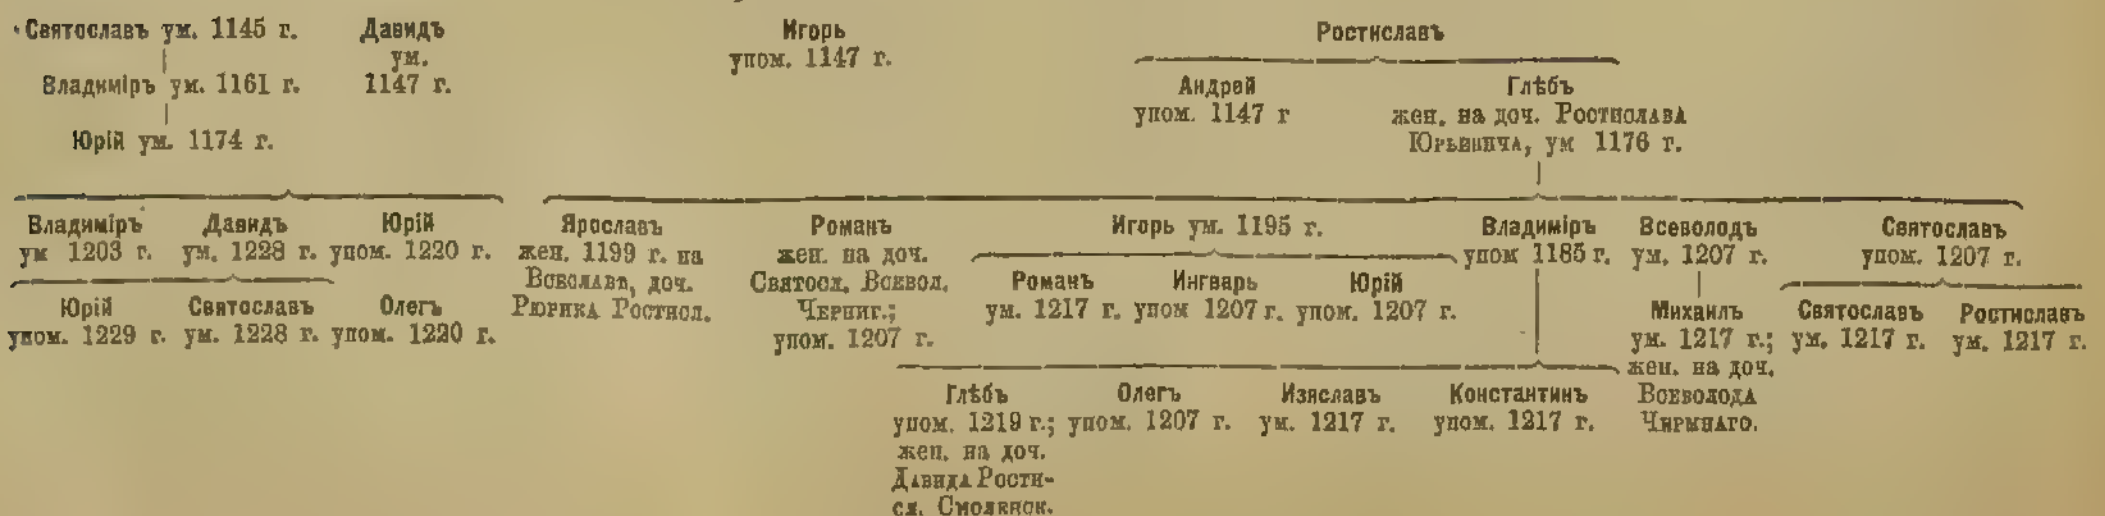 Святославъ ум. 1145 г. Давидъ Игорь Ростиславъ
ум. упом. 1147 г.
Владиміръ ум. 1161 г. 1147 г. Андрей Глѣбъ
упом. 1147 г жен. на доч. Ростислава
Юрій ум. 1174 г. Юрьевича, ум 1176 г.
Владиміръ Давидъ Юрій Ярославъ Романъ Игорь ум. 1195 г. Владиміръ Всеволодъ Святославъ
ум 1203 г. ум. 1228 г. упом. 1220 г. жен. 1199 г. на жен. на доч. упом 1185 г. ум. 1207 г. упом. 1207 г.
Всеславѣ, доч. Святосл. Всевол. Романъ Ингварь Юрій
Юрій Святославъ Олегъ Рюрика Ростисл. Черниг.; ум. 1217 г. упом 1207 г. упом. 1207 г. Михаилъ Святославъ Ростиславъ
упом. 1229 г. ум. 1228 г. упом. 1220 г. упом. 1207 г. ум. 1217 г.; ум. 1217 г. ум. 1217 г.
жен. на доч.
Глѣбъ Олегъ Изяславъ Константинъ Всеволода
упом. 1219 г.; упом. 1207 г. ум. 1217 г. упом. 1217 г. Чермнаго.
жен. на доч.
Давида Рости-
сл. Смоленск.